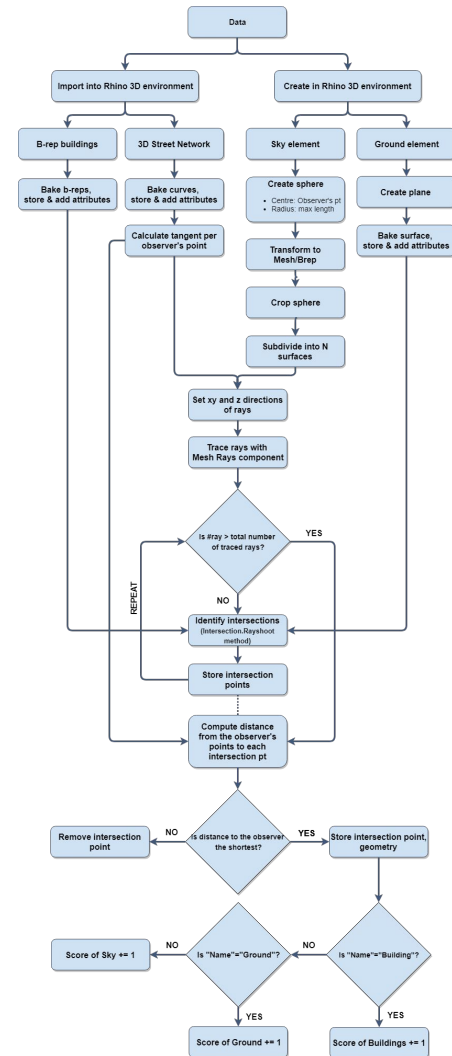 Data
Import into Rhino 3D environment
Create in Rhino 3D environment
B-rep buildings
3D Street Network
Sky element
Ground element
Bake b-reps,
store & add attributes
Bake curves,
store & add attributes
Create sphere
• Centre: Observer's pt
• Radius: max length
Create plane
Calculate tangent per
observer's point
Transform to
Mesh/Brep
Bake surface,
store & add attributes
Crop sphere
Subdivide into N
surfaces
Set xy and z directions
of rays
Trace rays with
Mesh Rays component
Is #ray > total number
of traced rays?
YES
REPEAT
NO
Identify intersections
(Intersection.Rayshoot
method)
Store intersection
points
Compute distance
from the observer's
points to each
intersection pt
Remove intersection
point
NO
Is distance to the observer
the shortest?
YES
Store intersection point,
geometry
Score of Sky += 1
NO
Is "Name"="Ground"?
NO
Is "Name"="Building"?
YES
YES
Score of Ground += 1
Score of Buildings += 1